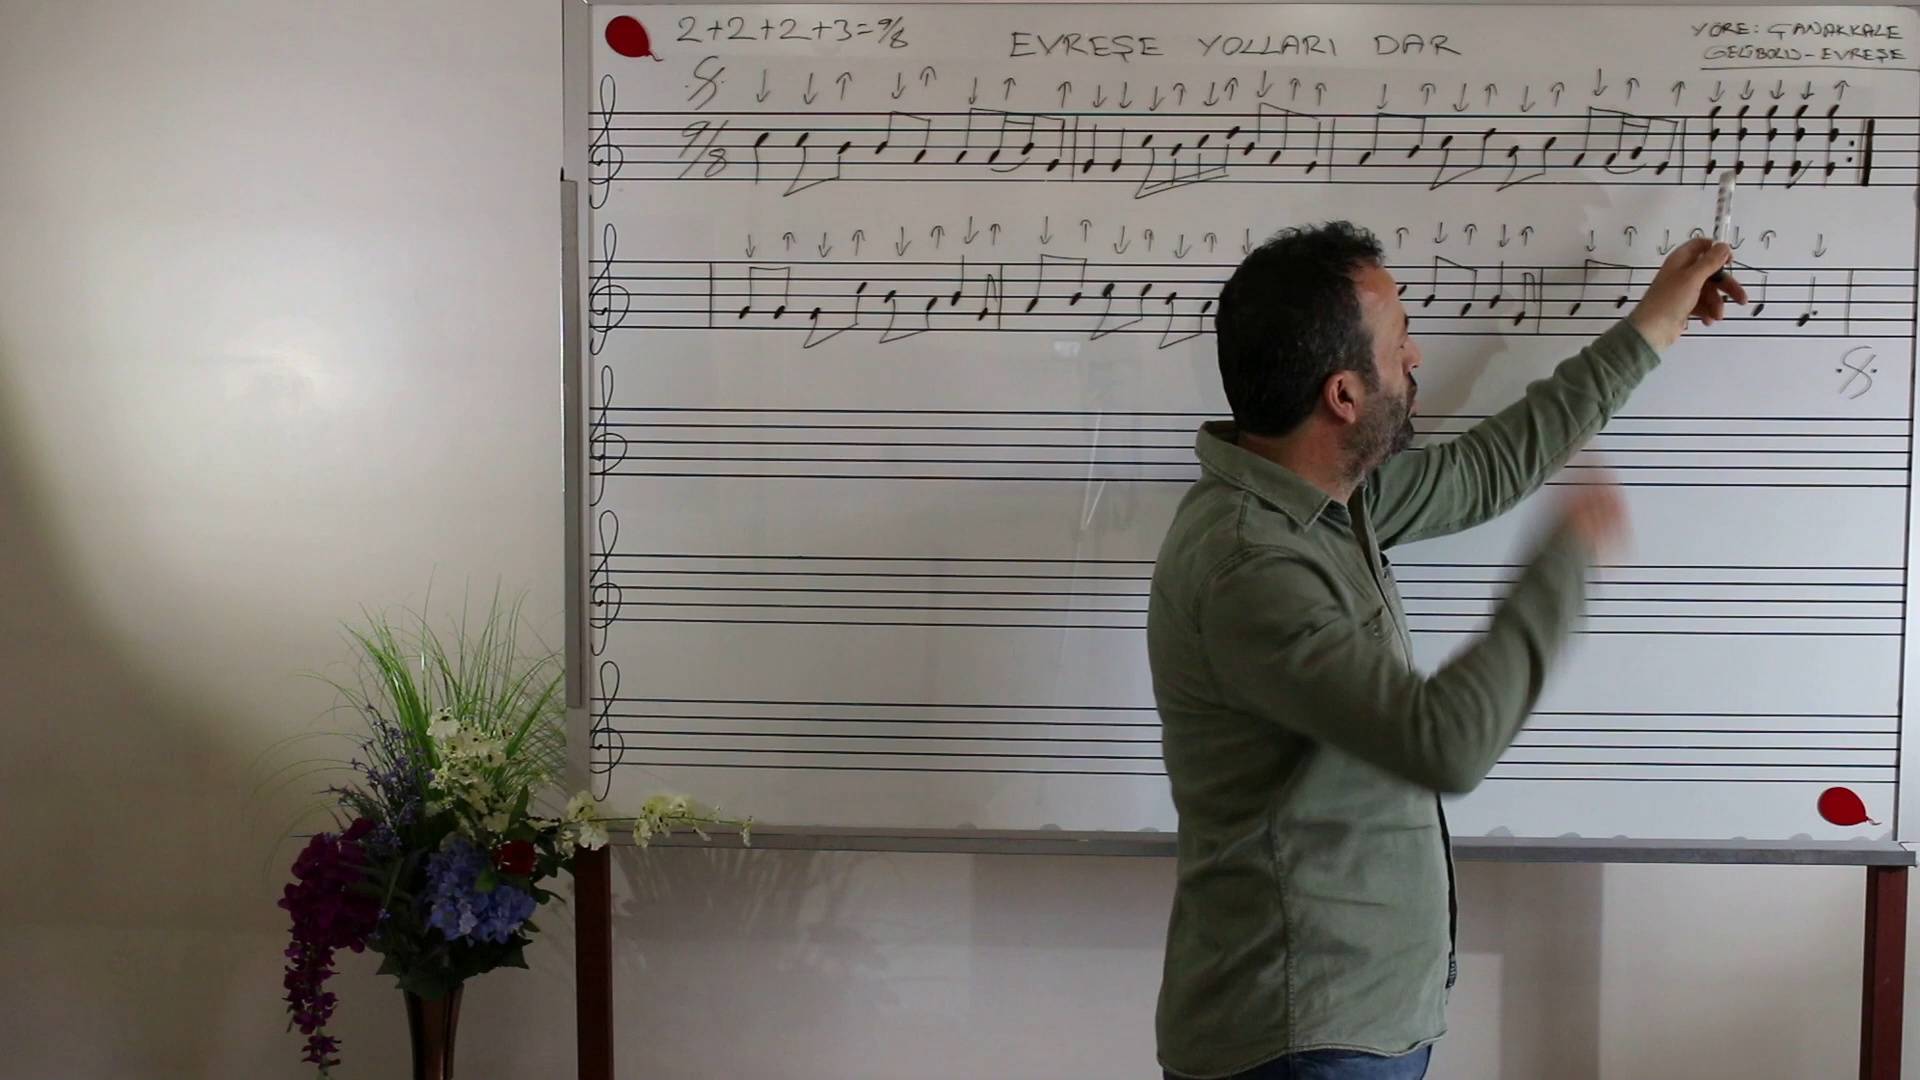 2+2+2+3=9/8
EVREŞE YOLLARI DAR
YÖRE: ÇANAKKALE
GELİBOLU-EVREŞE
9/8